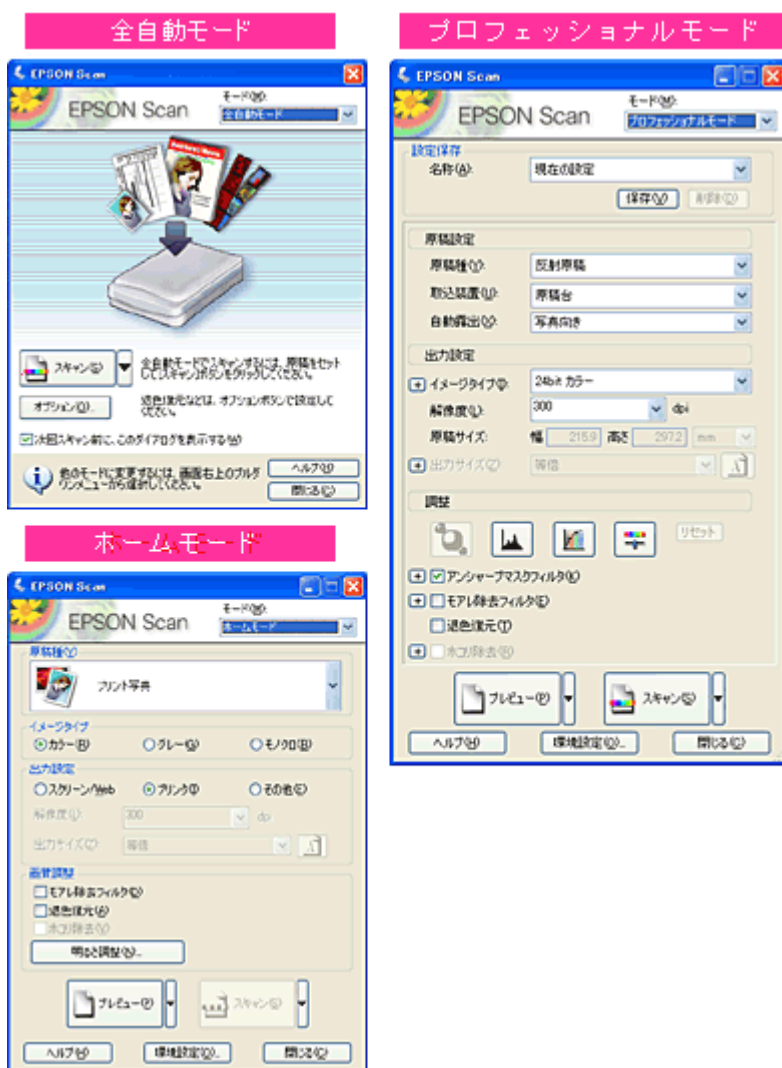 全自動モード
EPSON Scan
EPSON Scan
モード(M):
全自動モード
スキャン(S)
全自動モードでスキャンするには、原稿をセット
して[スキャン]ボタンをクリックしてください。
オプション(O)...
退色復元などは、オプションボタンで設定して
ください。
次回スキャン前に、このダイアログを表示する(W)
他のモードに変更するには、画面右上のプルダ
ウンメニューから選択してください。
ヘルプ(H)
閉じる(C)
ホームモード
EPSON Scan
EPSON Scan
モード(M):
ホームモード
原稿種(Y)
プリント写真
イメージタイプ
カラー(B)
グレー(G)
モノクロ(B)
出力設定
スクリーン/Web
プリンタ(I)
その他(E)
解像度(L):
300
dpi
出力サイズ(Z):
等倍
画質調整
モアレ除去フィルタ(D)
退色復元(A)
ホコリ除去(V)
明るさ調整(N)...
プレビュー(P)
スキャン(S)
ヘルプ(H)
環境設定(O)...
閉じる(C)
プロフェッショナルモード
EPSON Scan
EPSON Scan
モード(M):
プロフェッショナルモード
設定保存
名称(A):
現在の設定
保存(V)
削除(D)
原稿設定
原稿種(Y):
反射原稿
取込装置(U):
原稿台
自動露出(X):
写真向き
出力設定
イメージタイプ(I):
24bit カラー
解像度(L):
300
dpi
原稿サイズ:
幅
215.9
高さ
297.2
mm
出力サイズ(Z):
等倍
調整
リセット
アンシャープマスクフィルタ(K)
モアレ除去フィルタ(E)
退色復元(T)
ホコリ除去(R)
プレビュー(P)
スキャン(S)
ヘルプ(H)
環境設定(O)...
閉じる(C)